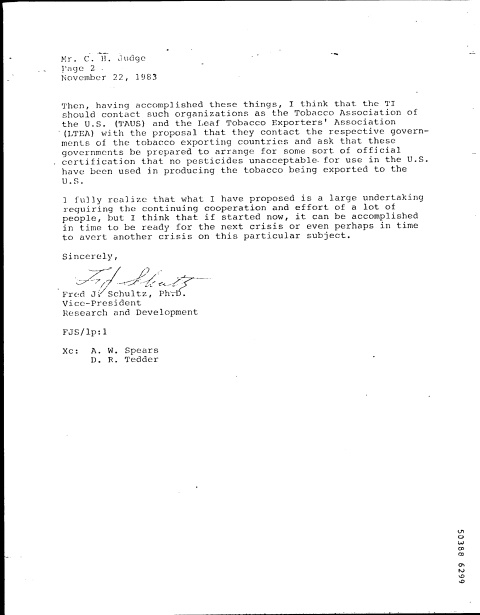 Mr. C. H. Judge
Page 2
November 22, 1983
Then, having accomplished these things, I think that the TI
should contact such organizations as the Tobacco Association of
the U.S. (TAUS) and the Leaf Tobacco Exporters' Association
(LTEA) with the proposal that they contact the respective govern-
ments of the tobacco exporting countries and ask that these
governments be prepared to arrange for some sort of official
certification that no pesticides unacceptable for use in the U.S.
have been used in producing the tobacco being exported to the
U.S.
I fully realize that what I have proposed is a large undertaking
requiring the continuing cooperation and effort of a lot of
people, but I think that if started now, it can be accomplished
in time to be ready for the next crisis or even perhaps in time
to avert another crisis on this particular subject.
Sincerely,
Fred Schultz
Fred J. Schultz, Ph.D.
Vice-President
Research and Development
FJS/lp:1
Xc: A. W. Spears
D. R. Tedder
50388 6299